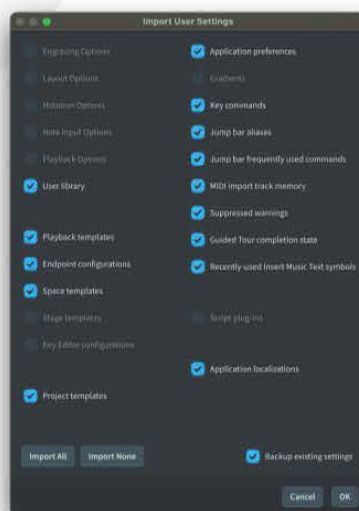 Import User Settings
Engraving Options
Application preferences
Layout Options
Gradients
Notation Options
Key commands
Note Input Options
Jump bar aliases
Playback Options
Jump bar frequently used commands
User library
MIDI import track memory
Suppressed warnings
Playback templates
Guided Tour completion state
Endpoint configurations
Recently-used Insert Music Text symbols
Space templates
Stage templates
Script plug-ins
Key Editor configurations
Application localizations
Project templates
Import All
Import None
Backup existing settings
Cancel
OK